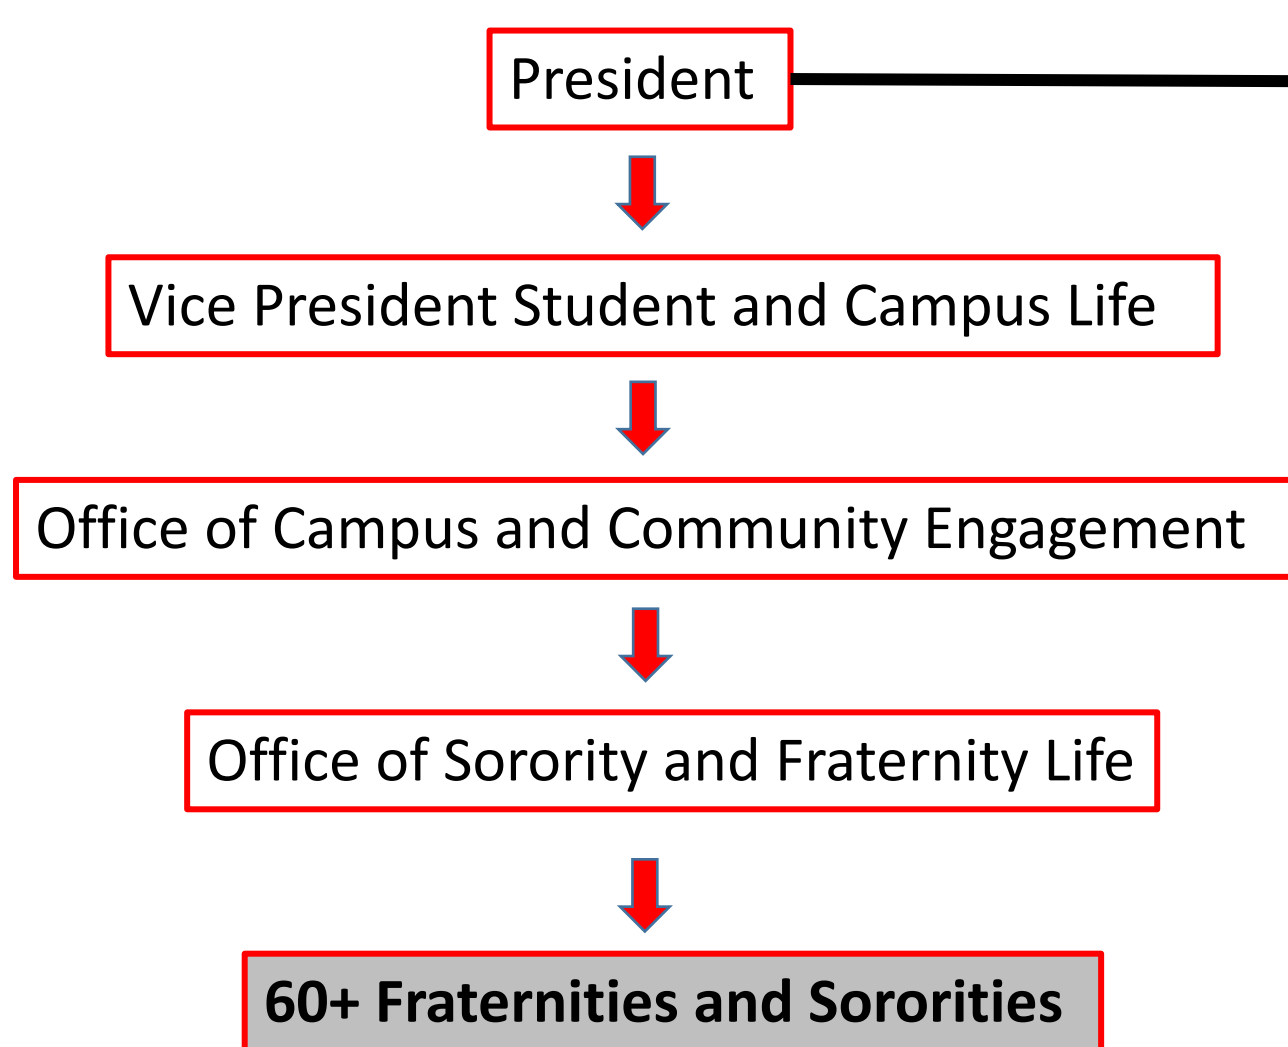 President
Vice President Student and Campus Life
Office of Campus and Community Engagement
Office of Sorority and Fraternity Life
60+ Fraternities and Sororities